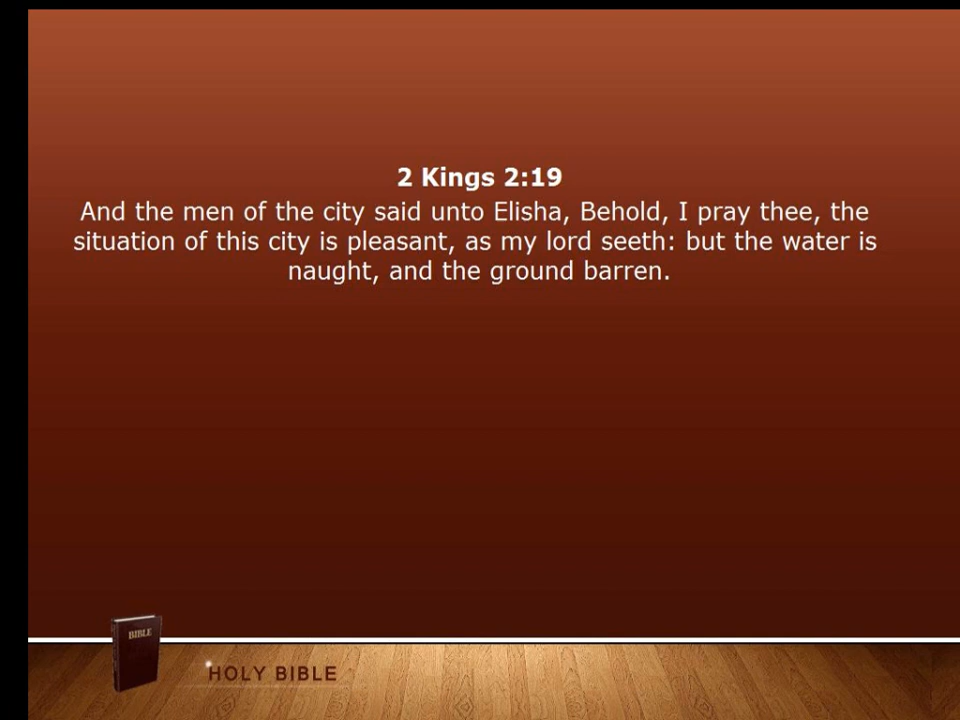 2 Kings 2:19
And the men of the city said unto Elisha, Behold, I pray thee, the
situation of this city is pleasant, as my lord seeth: but the water is
naught, and the ground barren.
BIBLE
HOLY BIBLE